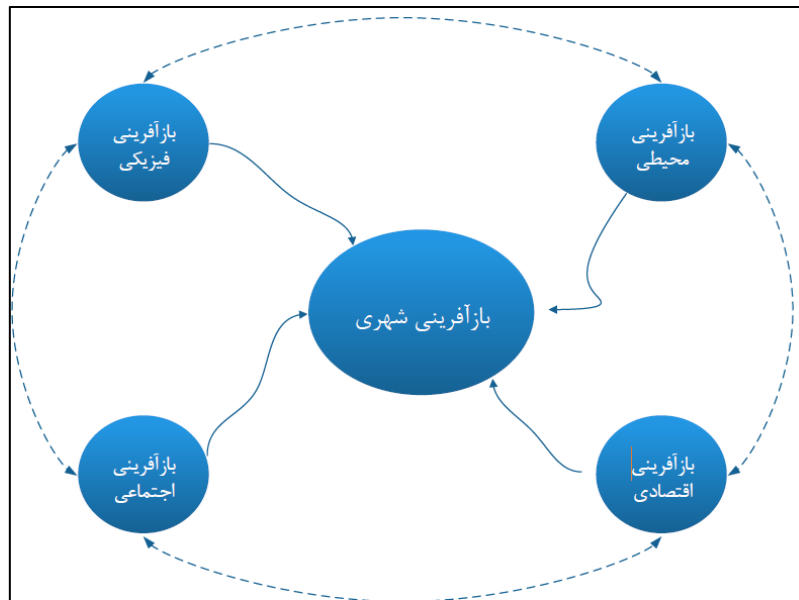 بازآفرینی
محیطی
بازآفرینی
فیزیکی
بازآفرینی شهری
بازآفرینی
اقتصادی
بازآفرینی
اجتماعی